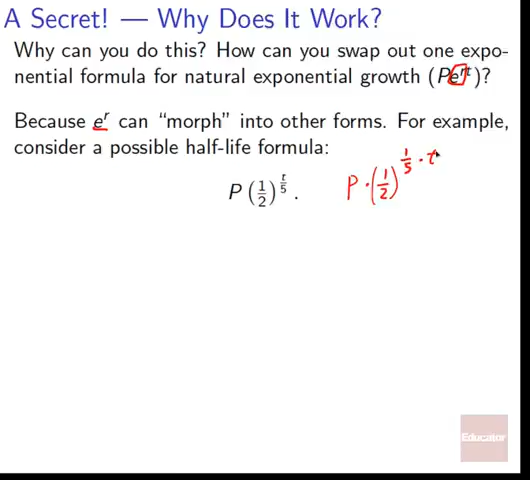 A Secret! — Why Does It Work?
Why can you do this? How can you swap out one expo-
nential formula for natural exponential growth (Pe^{rt})?
Because e^r can “morph” into other forms. For example,
consider a possible half-life formula:
P (1/2)^{t/5} . P · (1/2)^{1/5 · t}
Educator